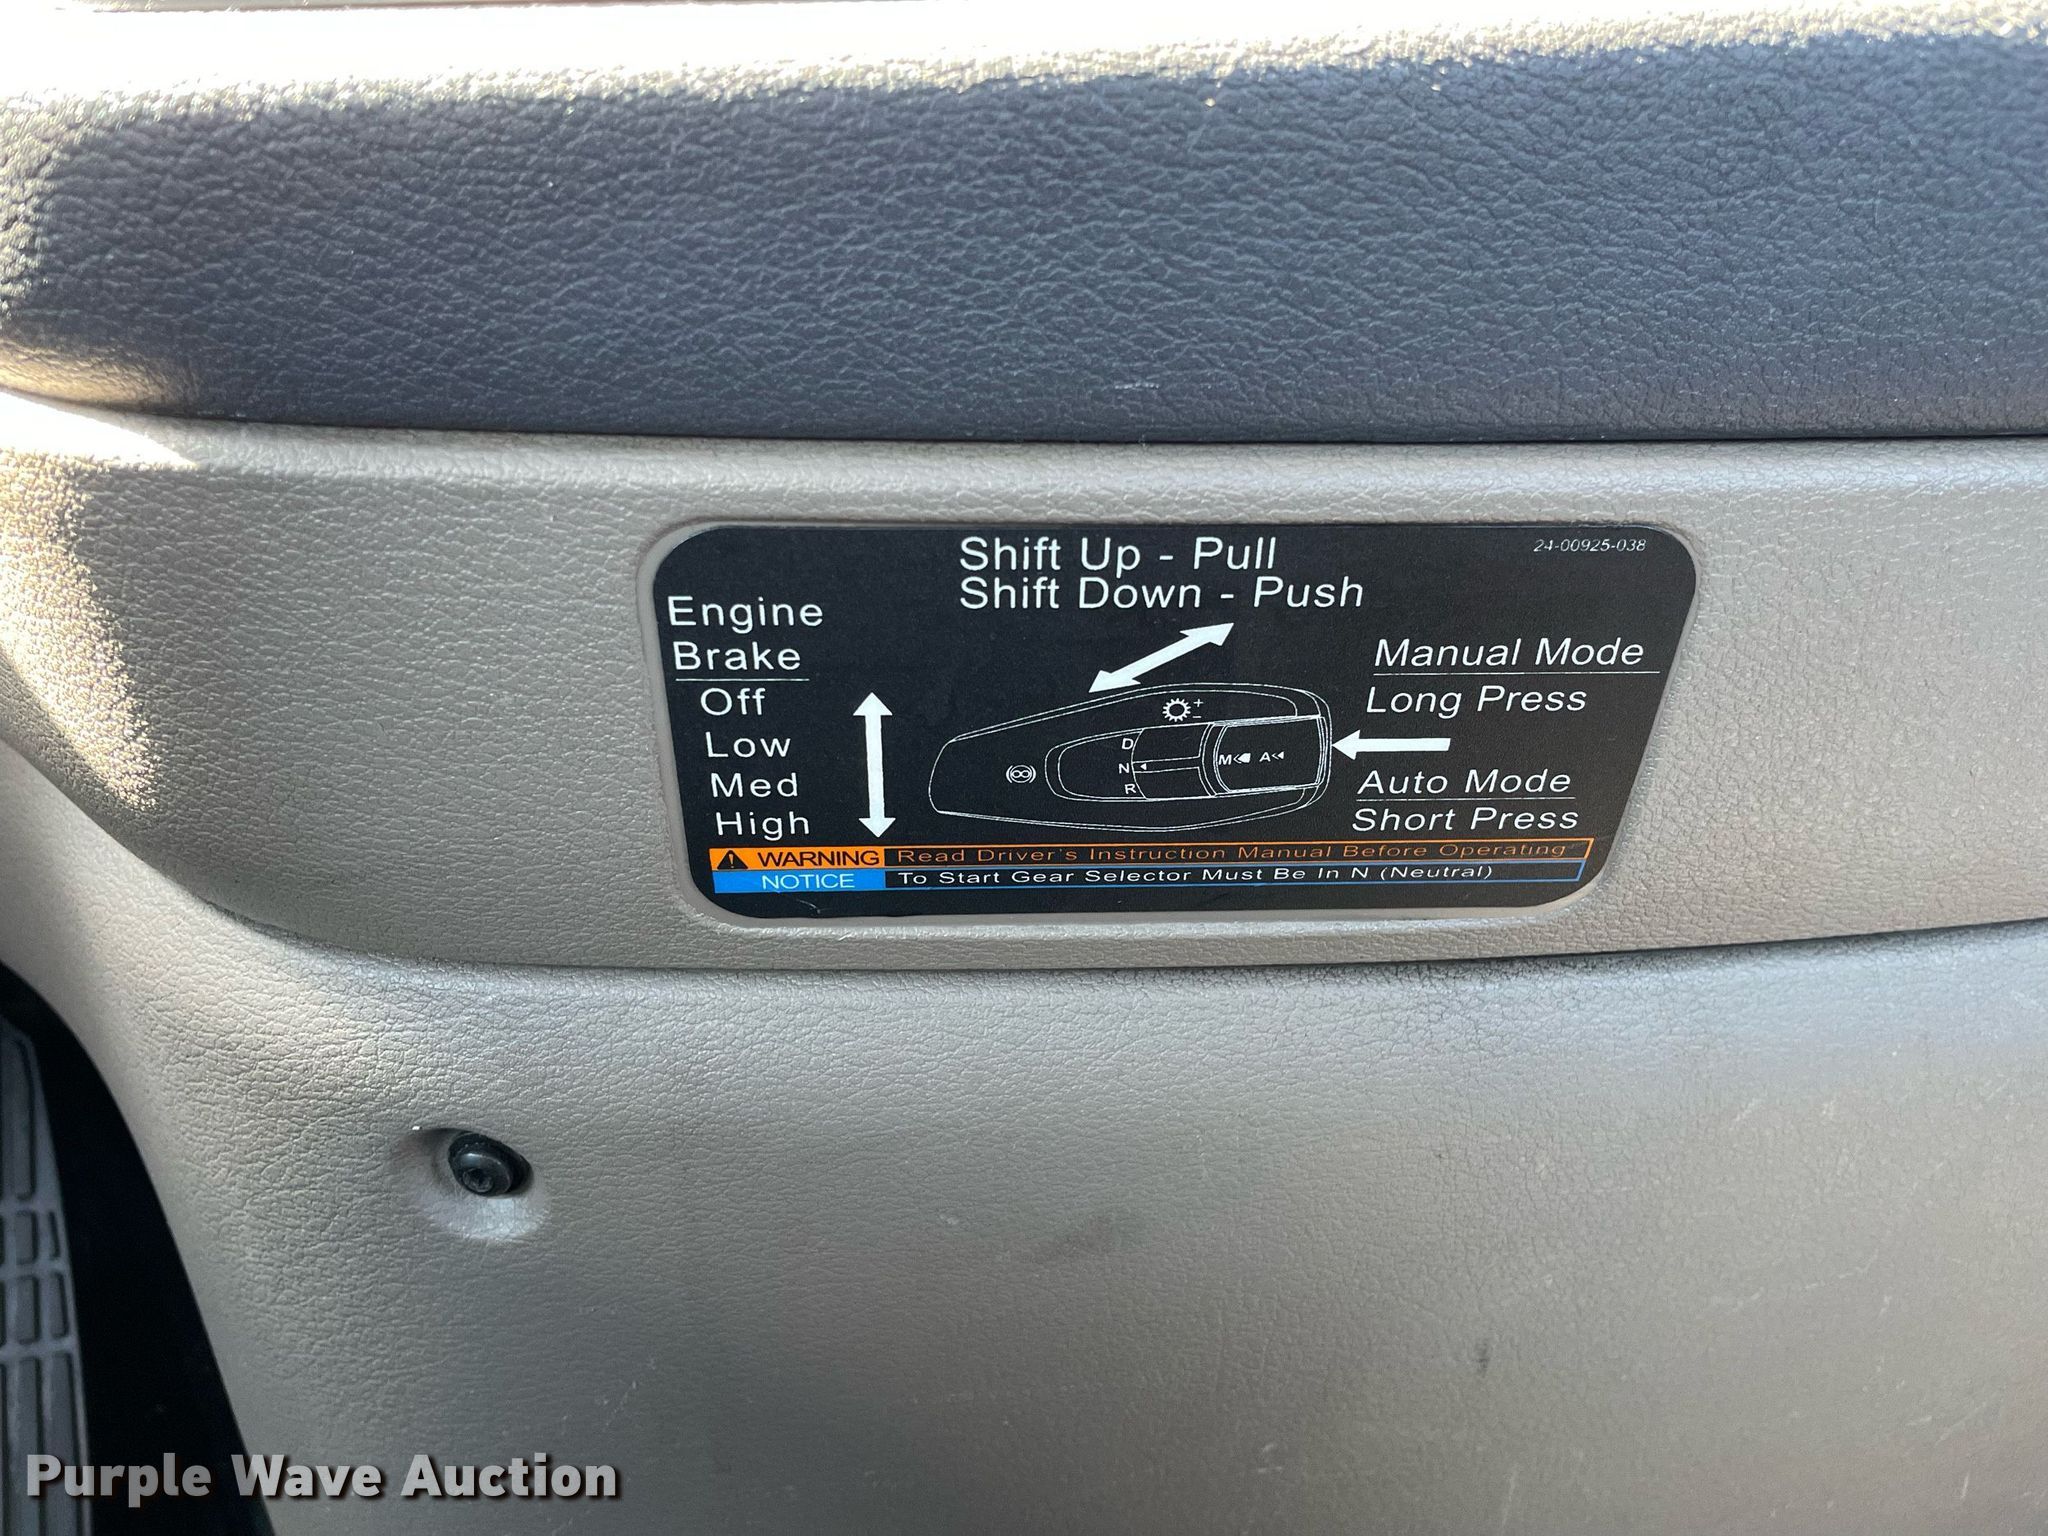 Shift Up - Pull
Shift Down - Push
24-00925-038
Engine
Brake
Off
Low
Med
High
Manual Mode
Long Press
Auto Mode
Short Press
+
-
D
N
R
M A
WARNING Read Driver's Instruction Manual Before Operating
NOTICE To Start Gear Selector Must Be In N (Neutral)
Purple Wave Auction